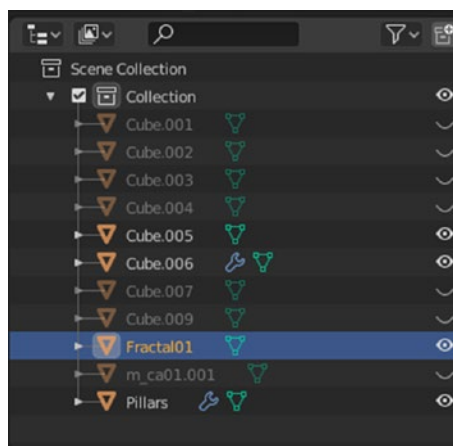 Scene Collection
Collection
Cube.001
Cube.002
Cube.003
Cube.004
Cube.005
Cube.006
Cube.007
Cube.009
Fractal01
m_ca01.001
Pillars